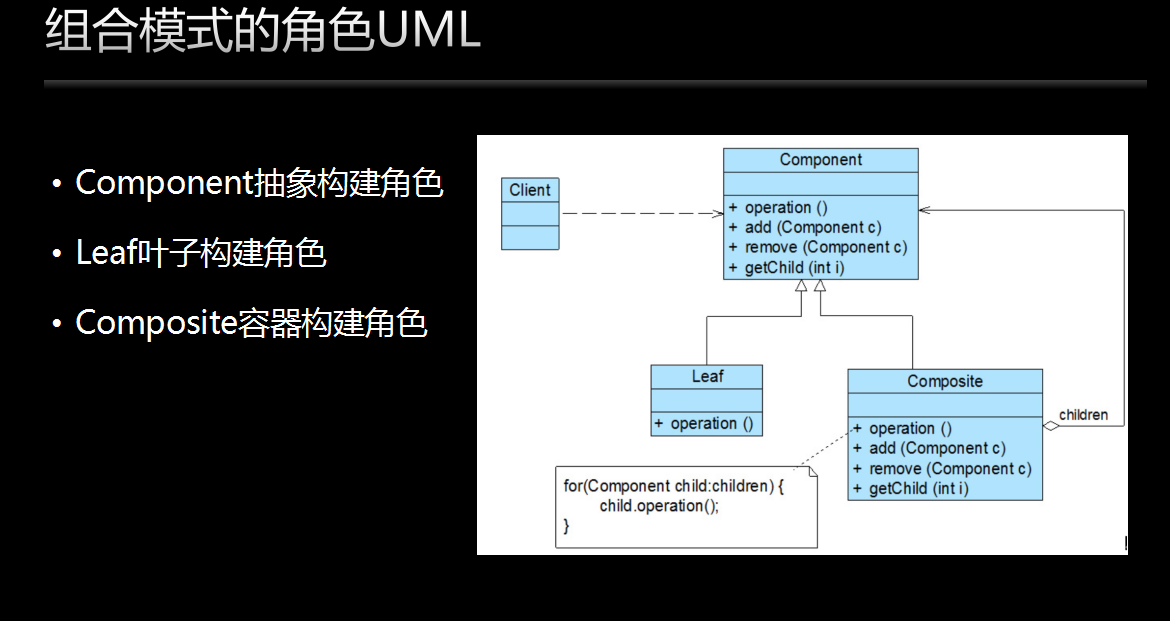 组合模式的角色UML
• Component抽象构建角色
• Leaf叶子构建角色
• Composite容器构建角色
Client
Component
+ operation ()
+ add (Component c)
+ remove (Component c)
+ getChild (int i)
Leaf
+ operation ()
Composite
+ operation ()
+ add (Component c)
+ remove (Component c)
+ getChild (int i)
children
for(Component child:children) {
child.operation();
}